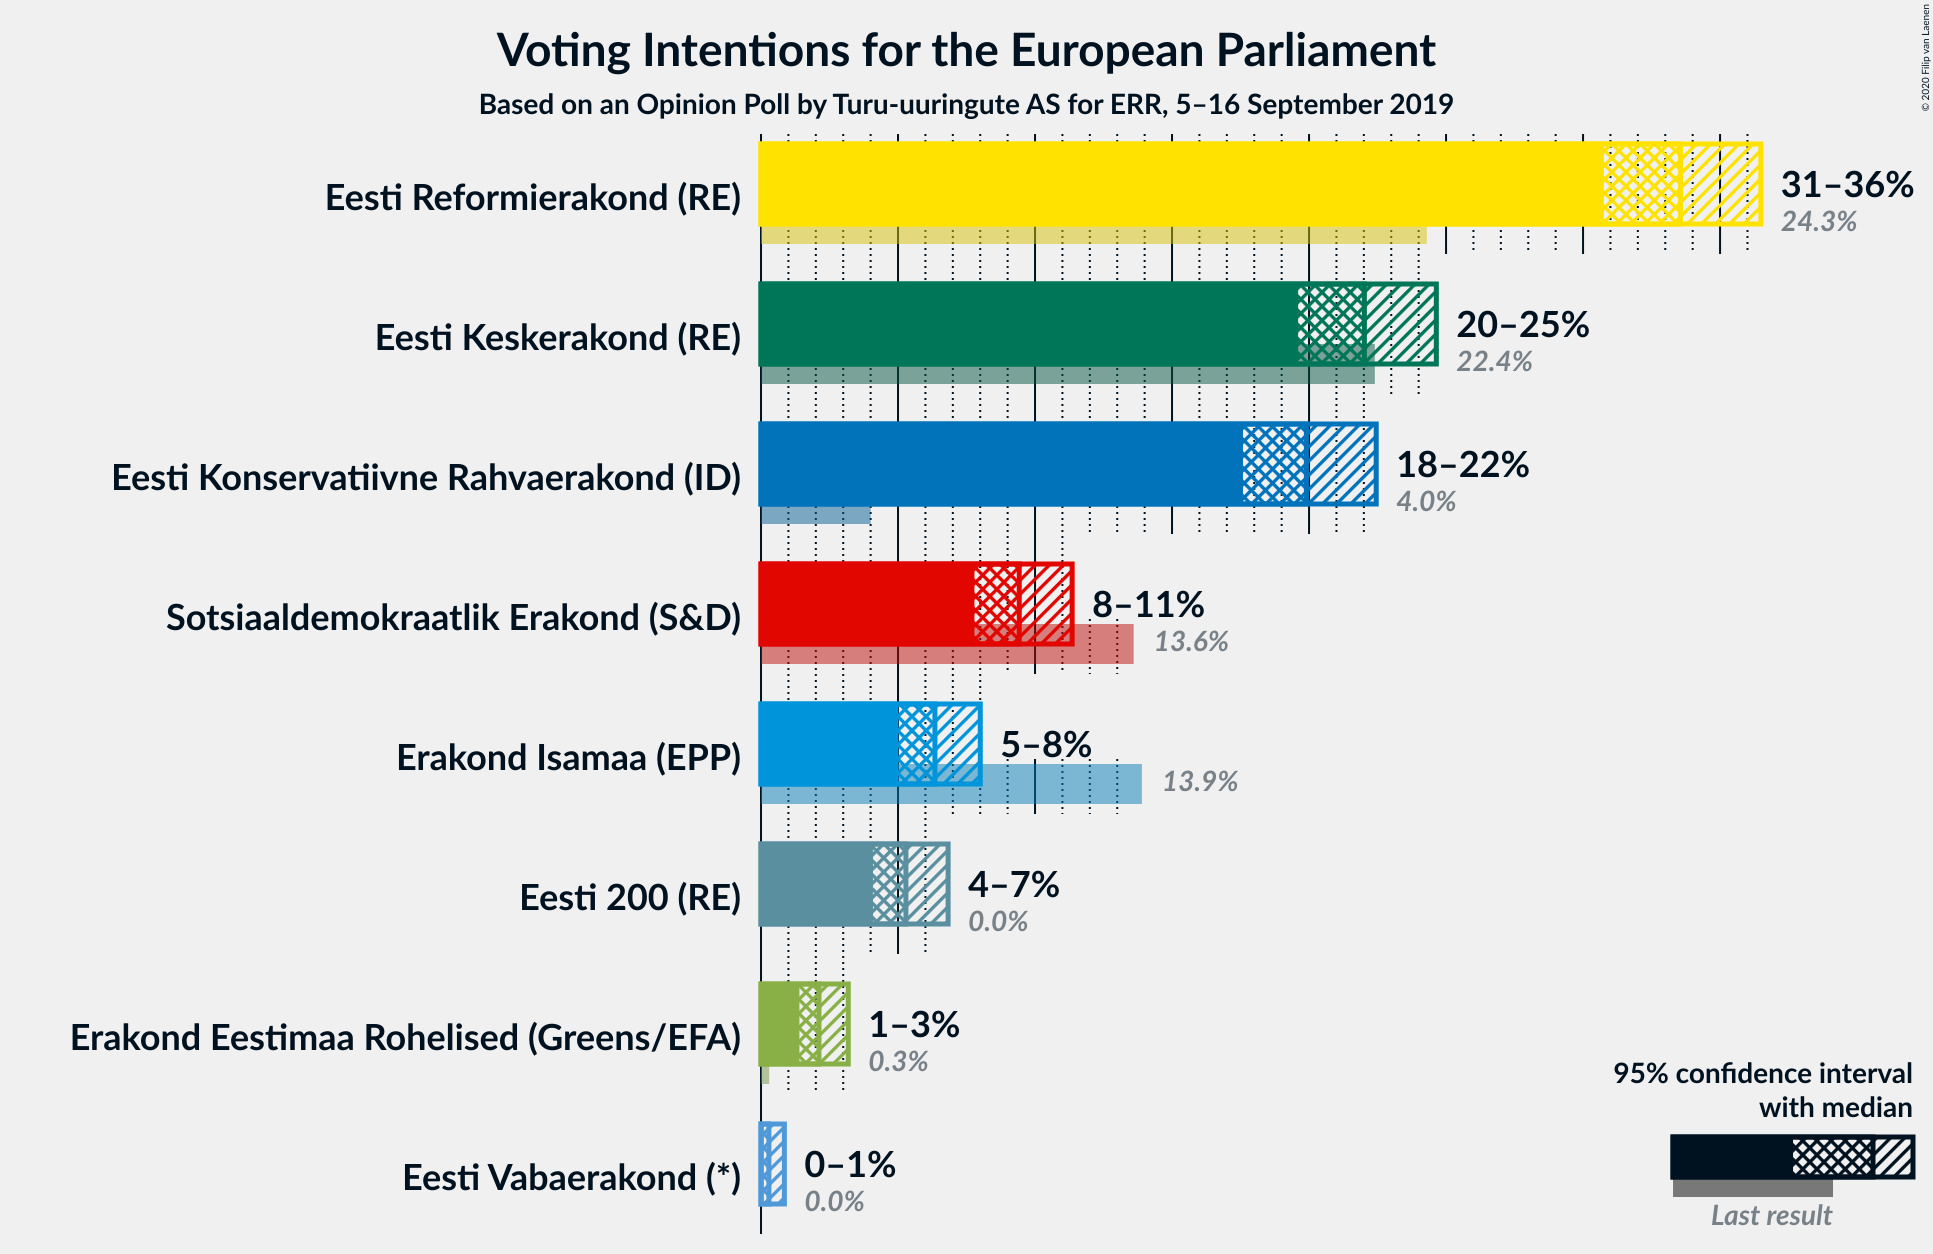 Voting Intentions for the European Parliament
Based on an Opinion Poll by Turu-uuringute AS for ERR, 5–16 September 2019
© 2020 Filip van Laenen
Eesti Reformierakond (RE)
31–36%
24.3%
Eesti Keskerakond (RE)
20–25%
22.4%
Eesti Konservatiivne Rahvaerakond (ID)
18–22%
4.0%
Sotsiaaldemokraatlik Erakond (S&D)
8–11%
13.6%
Erakond Isamaa (EPP)
5–8%
13.9%
Eesti 200 (RE)
4–7%
0.0%
Erakond Eestimaa Rohelised (Greens/EFA)
1–3%
0.3%
Eesti Vabaerakond (*)
0–1%
0.0%
95% confidence interval
with median
Last result